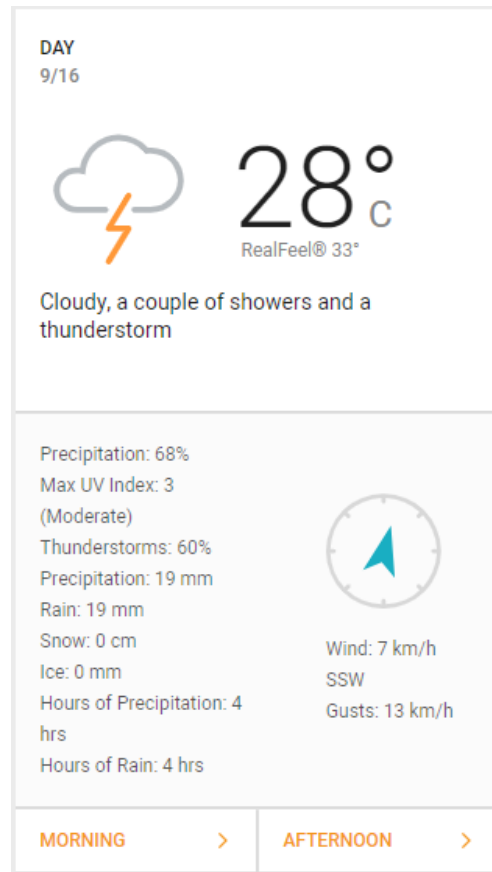 DAY
9/16
28°
C
RealFeel® 33°
Cloudy, a couple of showers and a
thunderstorm
Precipitation: 68%
Max UV Index: 3
(Moderate)
Thunderstorms: 60%
Precipitation: 19 mm
Rain: 19 mm
Snow: 0 cm
Ice: 0 mm
Hours of Precipitation: 4
hrs
Hours of Rain: 4 hrs
Wind: 7 km/h
SSW
Gusts: 13 km/h
MORNING
AFTERNOON